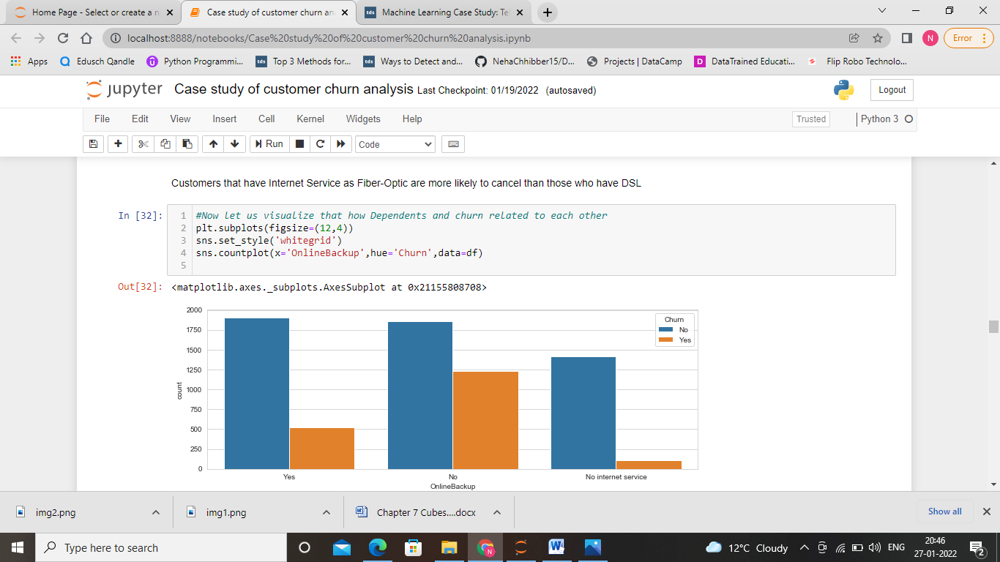 Home Page - Select or create a n
Case study of customer churn an
Machine Learning Case Study: Tel
localhost:8888/notebooks/Case%20study%20of%20customer%20churn%20analysis.ipynb
N
Error
Apps
Edusch Qandle
Python Programmi...
tds
Top 3 Methods for...
tds
Ways to Detect and...
NehaChhibber15/D...
Projects | DataCamp
D
DataTrained Educati...
Flip Robo Technolo...
jupyter
Case study of customer churn analysis Last Checkpoint: 01/19/2022 (autosaved)
Logout
File
Edit
View
Insert
Cell
Kernel
Widgets
Help
Trusted
Python 3
Run
Code
Customers that have Internet Service as Fiber-Optic are more likely to cancel than those who have DSL
In [32]:
1 #Now let us visualize that how Dependents and churn related to each other
2 plt.subplots(figsize=(12,4))
3 sns.set_style('whitegrid')
4 sns.countplot(x='OnlineBackup',hue='Churn',data=df)
5
Out[32]: <matplotlib.axes._subplots.AxesSubplot at 0x21155808708>
2000
1750
1500
1250
1000
750
500
250
0
count
Churn
No
Yes
Yes
No
No internet service
OnlineBackup
img2.png
img1.png
Chapter 7 Cubes....docx
Show all
Type here to search
12°C Cloudy
ENG
20:46
27-01-2022
2